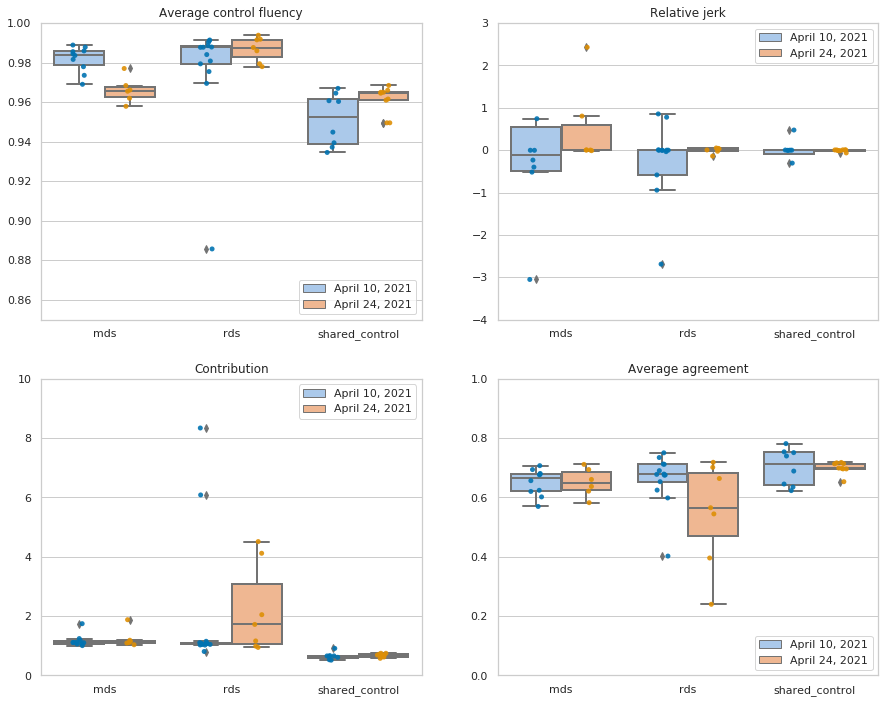 Average control fluency
1.00
0.98
0.96
0.94
0.92
0.90
0.88
0.86
April 10, 2021
April 24, 2021
mds
rds
shared_control
Relative jerk
3
2
1
0
−1
−2
−3
−4
April 10, 2021
April 24, 2021
mds
rds
shared_control
Contribution
10
8
6
4
2
0
April 10, 2021
April 24, 2021
mds
rds
shared_control
Average agreement
1.0
0.8
0.6
0.4
0.2
0.0
April 10, 2021
April 24, 2021
mds
rds
shared_control